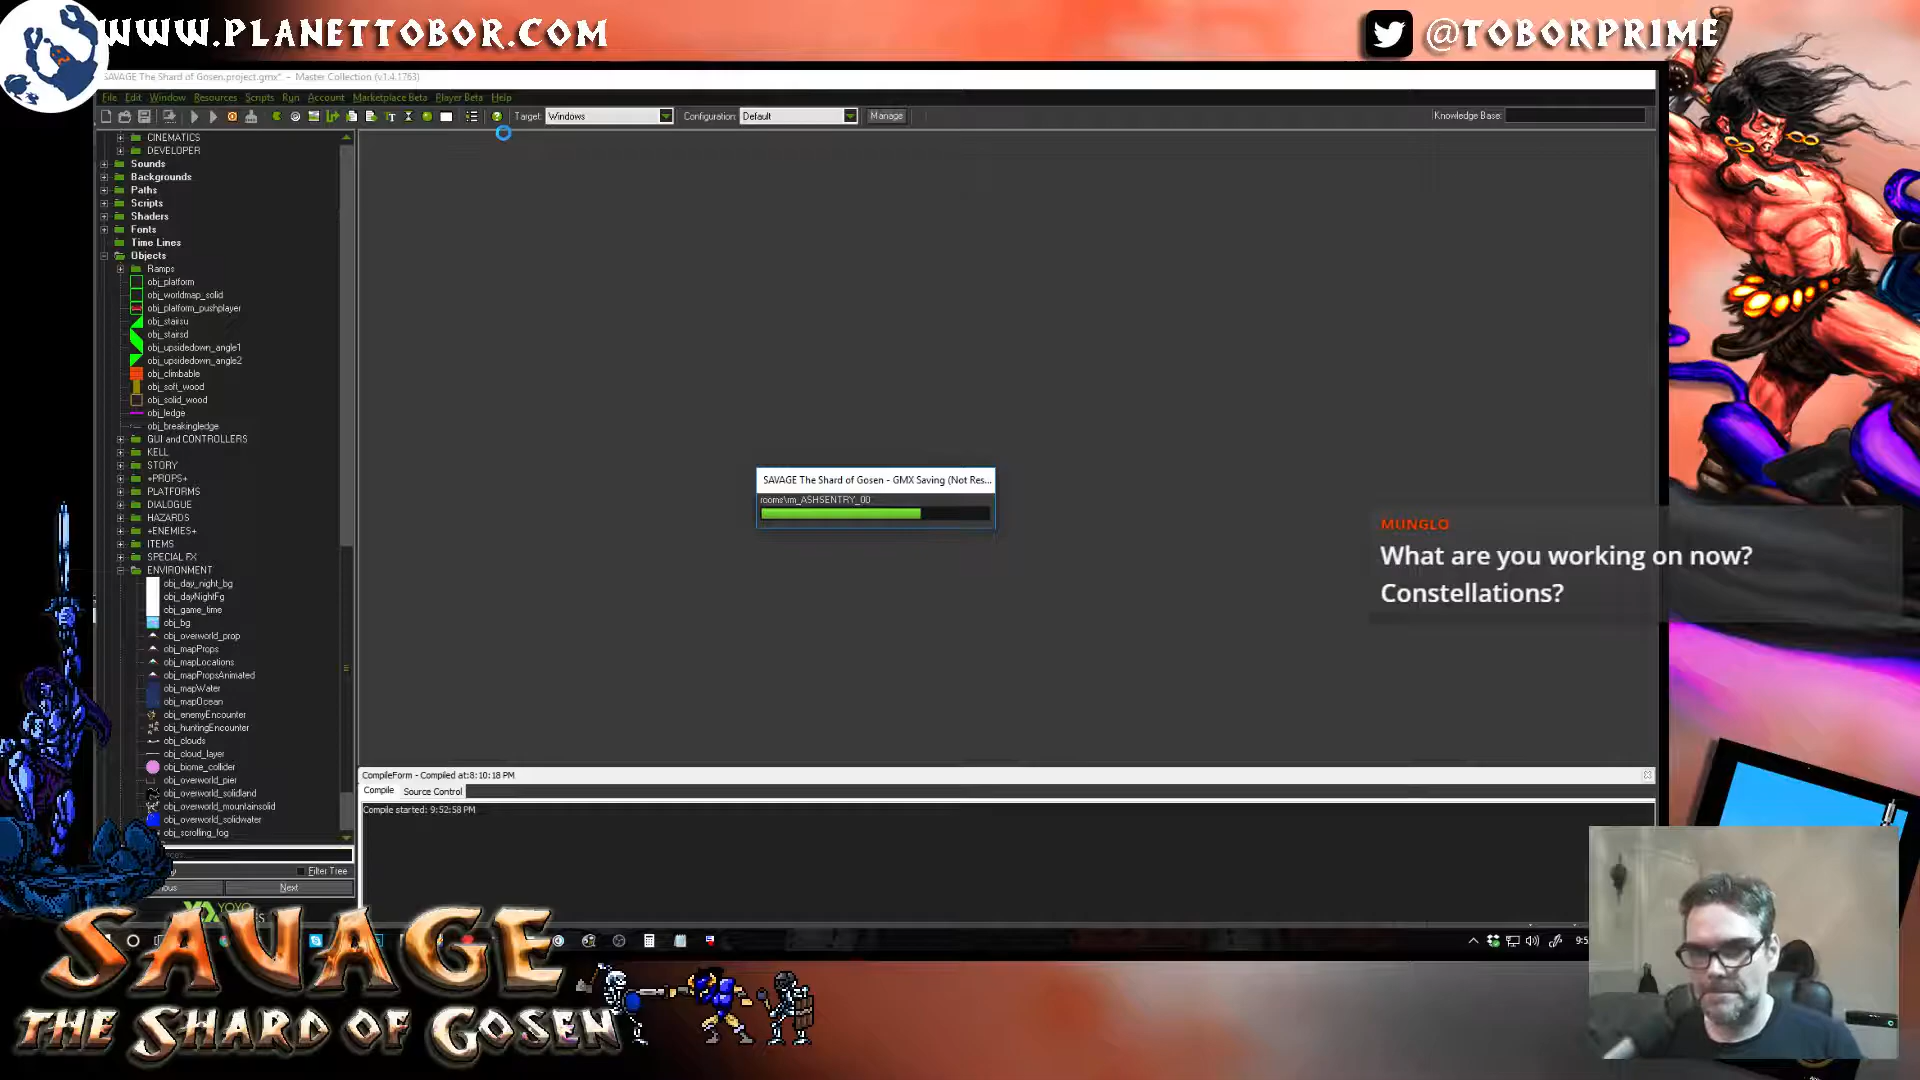 WWW.PLANETTOBOR.COM
@TOBORPRIME
SAVAGE The Shard of Gosen.project.gmx* - Master Collection (v1.4.1763)
File Edit Window Resources Scripts Run Account Marketplace Beta Player Beta Help
Target: Windows Configuration: Default Manage Knowledge Base:
CINEMATICS
DEVELOPER
Sounds
Backgrounds
Paths
Scripts
Shaders
Fonts
Time Lines
Objects
Ramps
obj_platform
obj_worldmap_solid
obj_platform_pushplayer
obj_stairsu
obj_stairsd
obj_upsidedown_angle1
obj_upsidedown_angle2
obj_climbable
obj_soft_wood
obj_solid_wood
obj_ledge
obj_breakingledge
GUI and CONTROLLERS
KELL
STORY
+PROPS+
PLATFORMS
DIALOGUE
HAZARDS
+ENEMIES+
ITEMS
SPECIAL FX
ENVIRONMENT
obj_day_night_bg
obj_dayNightFg
obj_game_time
obj_bg
obj_overworld_prop
obj_mapProps
obj_mapLocations
obj_mapPropsAnimated
obj_mapWater
obj_mapOcean
obj_enemyEncounter
obj_huntingEncounter
obj_clouds
obj_cloud_layer
obj_biome_collider
obj_overworld_pier
obj_overworld_solidland
obj_overworld_mountainsolid
obj_overworld_solidwater
obj_scrolling_fog
Filter Tree
Next
SAVAGE The Shard of Gosen - GMX Saving (Not Res...
rooms\rm_ASHSENTRY_00
MUNGLO
What are you working on now?
Constellations?
CompileForm - Compiled at:8:10:18 PM
Compile Source Control
Compile started: 9:52:58 PM
YOYO
9:5
SAVAGE
THE SHARD OF GOSEN